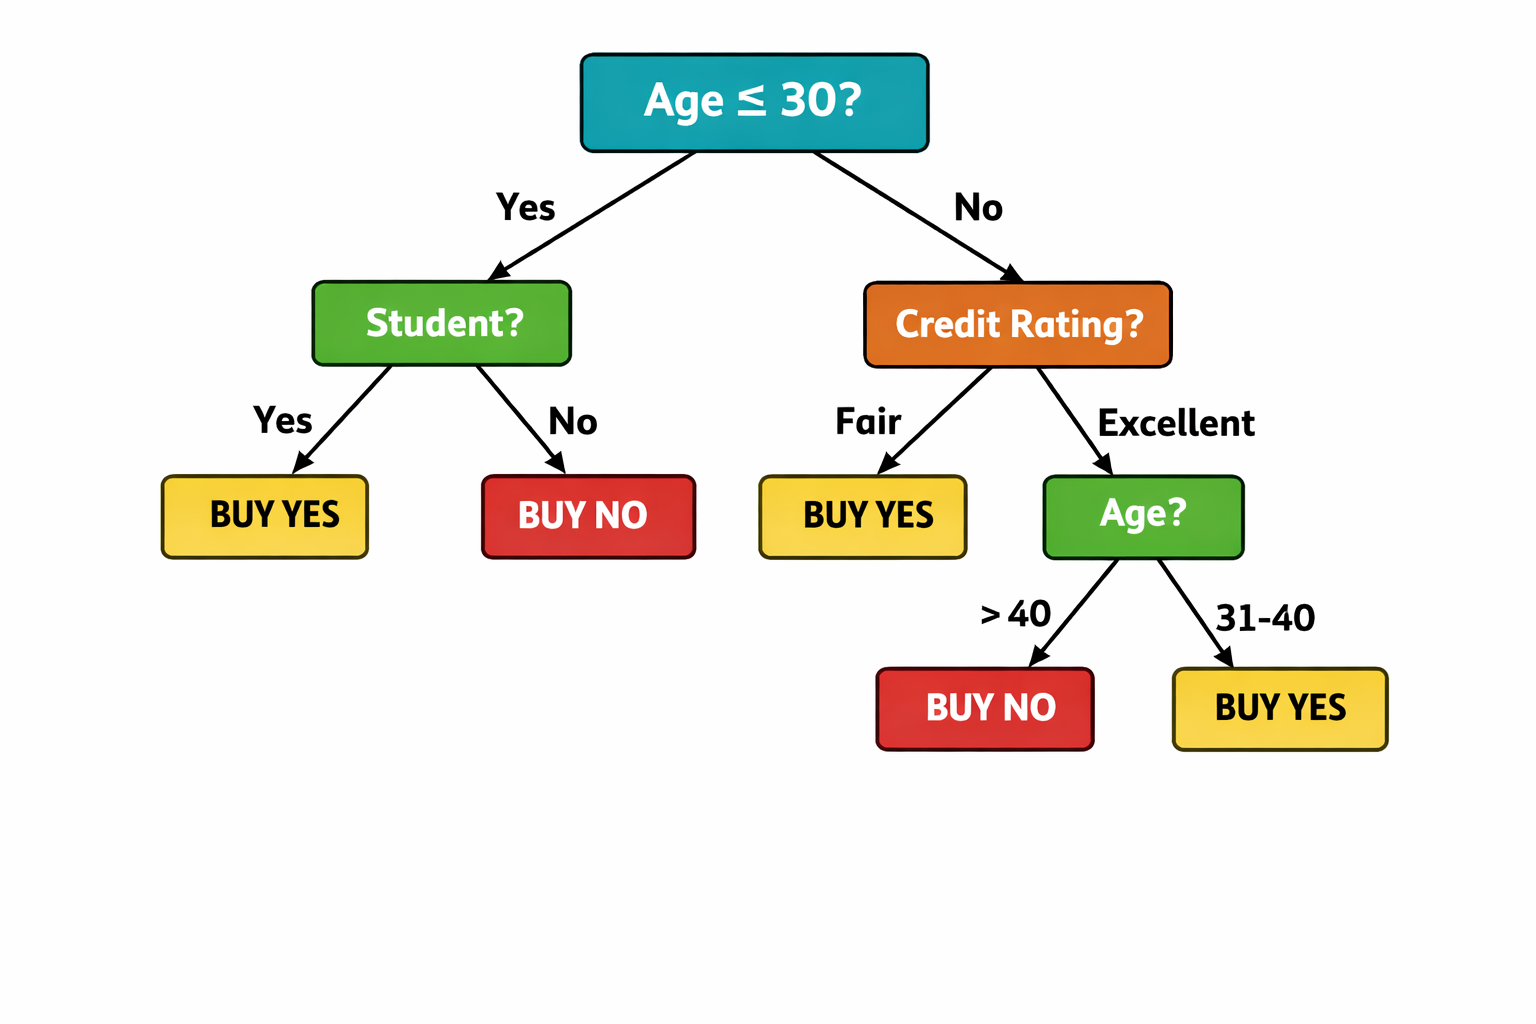 Age ≤ 30?
Yes
No
Student?
Credit Rating?
Yes
No
Fair
Excellent
BUY YES
BUY NO
BUY YES
Age?
> 40
31-40
BUY NO
BUY YES